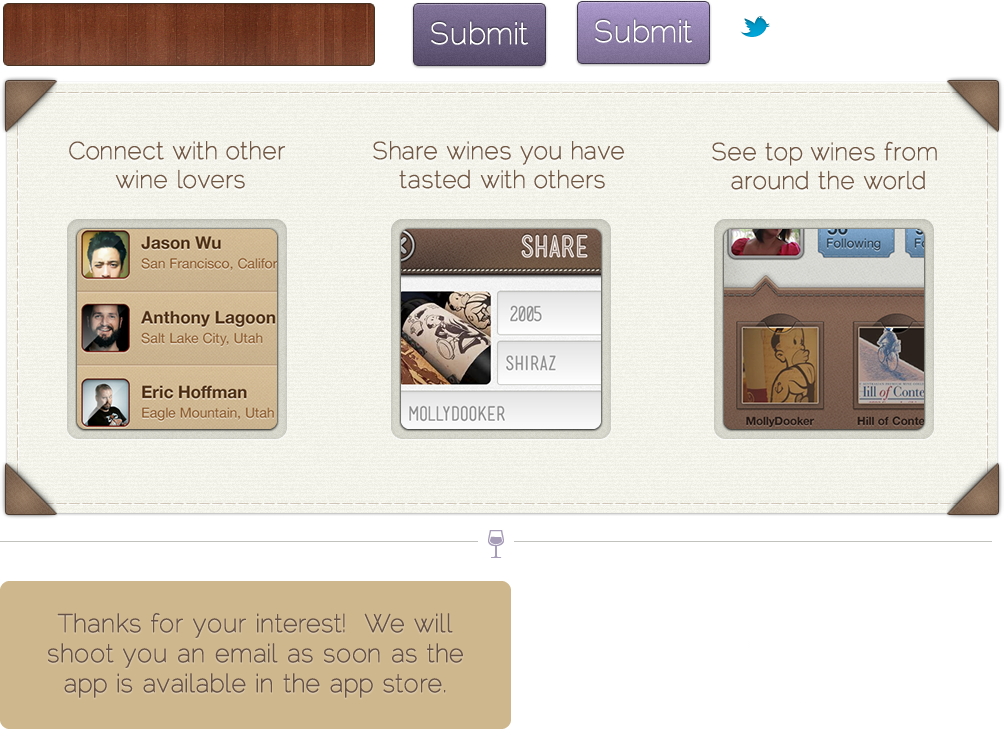 Submit
Submit
Connect with other
wine lovers
Share wines you have
tasted with others
See top wines from
around the world
Jason Wu
San Francisco, Califor
Anthony Lagoon
Salt Lake City, Utah
Eric Hoffman
Eagle Mountain, Utah
SHARE
2005
SHIRAZ
MOLLYDOOKER
Following
Hill of Conte
MollyDooker
Hill of Conte
Thanks for your interest! We will
shoot you an email as soon as the
app is available in the app store.